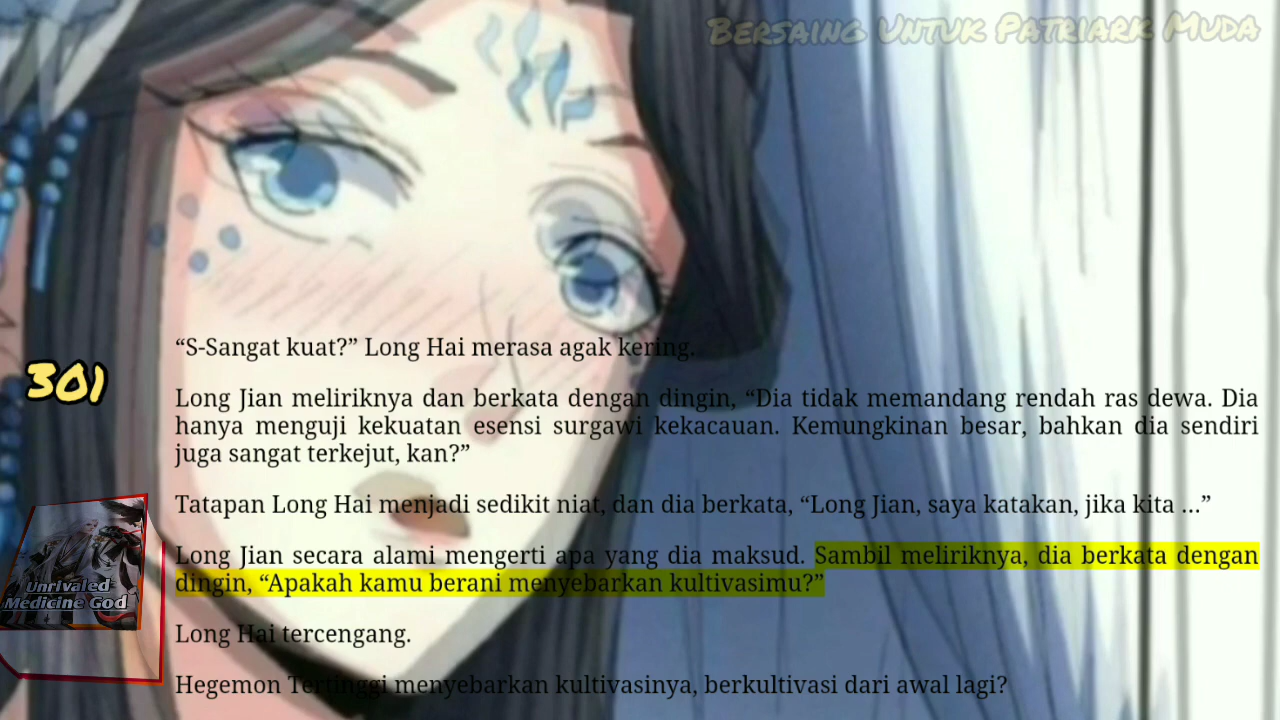 Bersaing Untuk Patriark Muda
“S-Sangat kuat?” Long Hai merasa agak kering.
301
Long Jian meliriknya dan berkata dengan dingin, “Dia tidak memandang rendah ras dewa. Dia
hanya menguji kekuatan esensi surgawi kekacauan. Kemungkinan besar, bahkan dia sendiri
juga sangat terkejut, kan?”
Tatapan Long Hai menjadi sedikit niat, dan dia berkata, “Long Jian, saya katakan, jika kita ...”
Long Jian secara alami mengerti apa yang dia maksud. Sambil meliriknya, dia berkata dengan
dingin, “Apakah kamu berani menyebarkan kultivasimu?”
Unrivaled
Medicine God
Long Hai tercengang.
Hegemon Tertinggi menyebarkan kultivasinya, berkultivasi dari awal lagi?